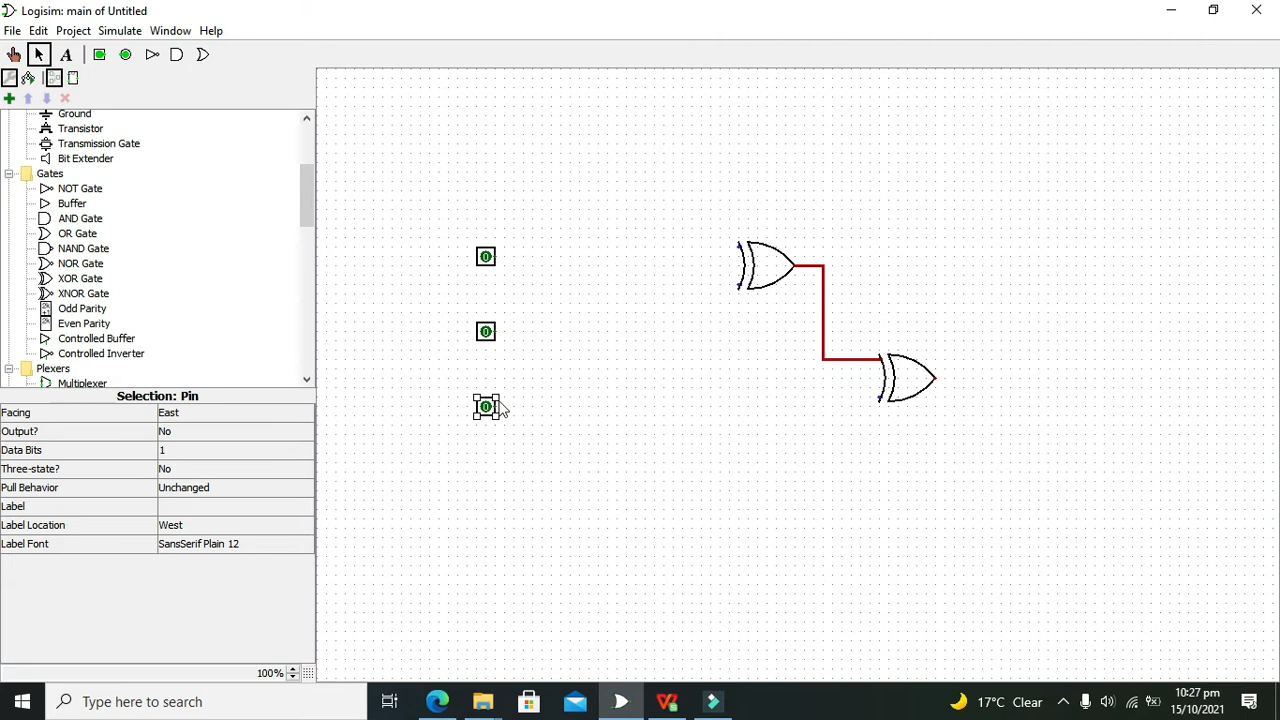 Logisim: main of Untitled
File Edit Project Simulate Window Help
A
Ground
Transistor
Transmission Gate
Bit Extender
Gates
NOT Gate
Buffer
AND Gate
OR Gate
NAND Gate
NOR Gate
XOR Gate
XNOR Gate
Odd Parity
Even Parity
Controlled Buffer
Controlled Inverter
Plexers
Multiplexer
Selection: Pin
Facing East
Output? No
Data Bits 1
Three-state? No
Pull Behavior Unchanged
Label
Label Location West
Label Font SansSerif Plain 12
100%
0
0
0
Type here to search
17°C Clear
10:27 pm
15/10/2021